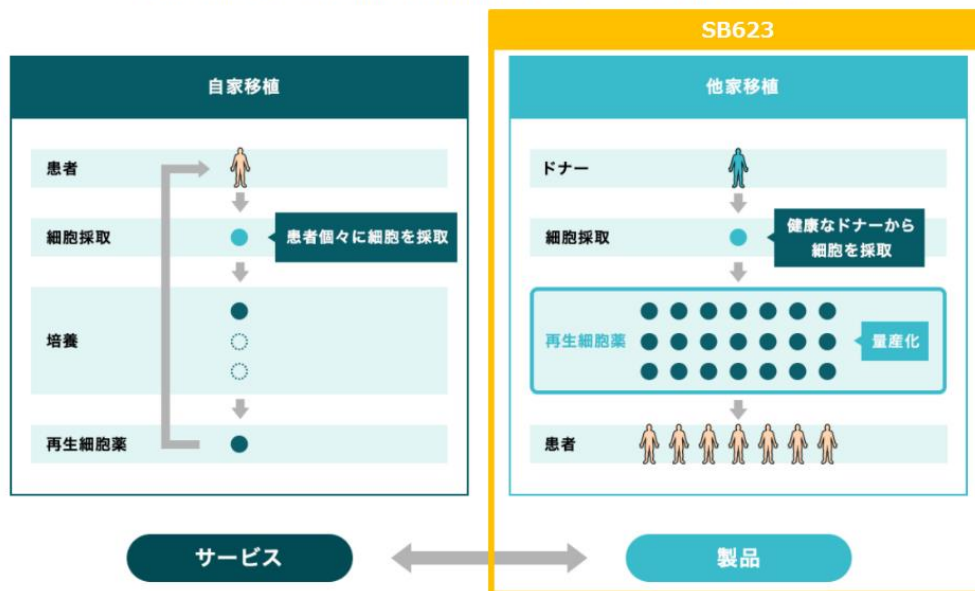 SB623
自家移植
患者
細胞採取
患者個々に細胞を採取
培養
再生細胞薬
サービス
他家移植
ドナー
細胞採取
健康なドナーから
細胞を採取
再生細胞薬
量産化
患者
製品